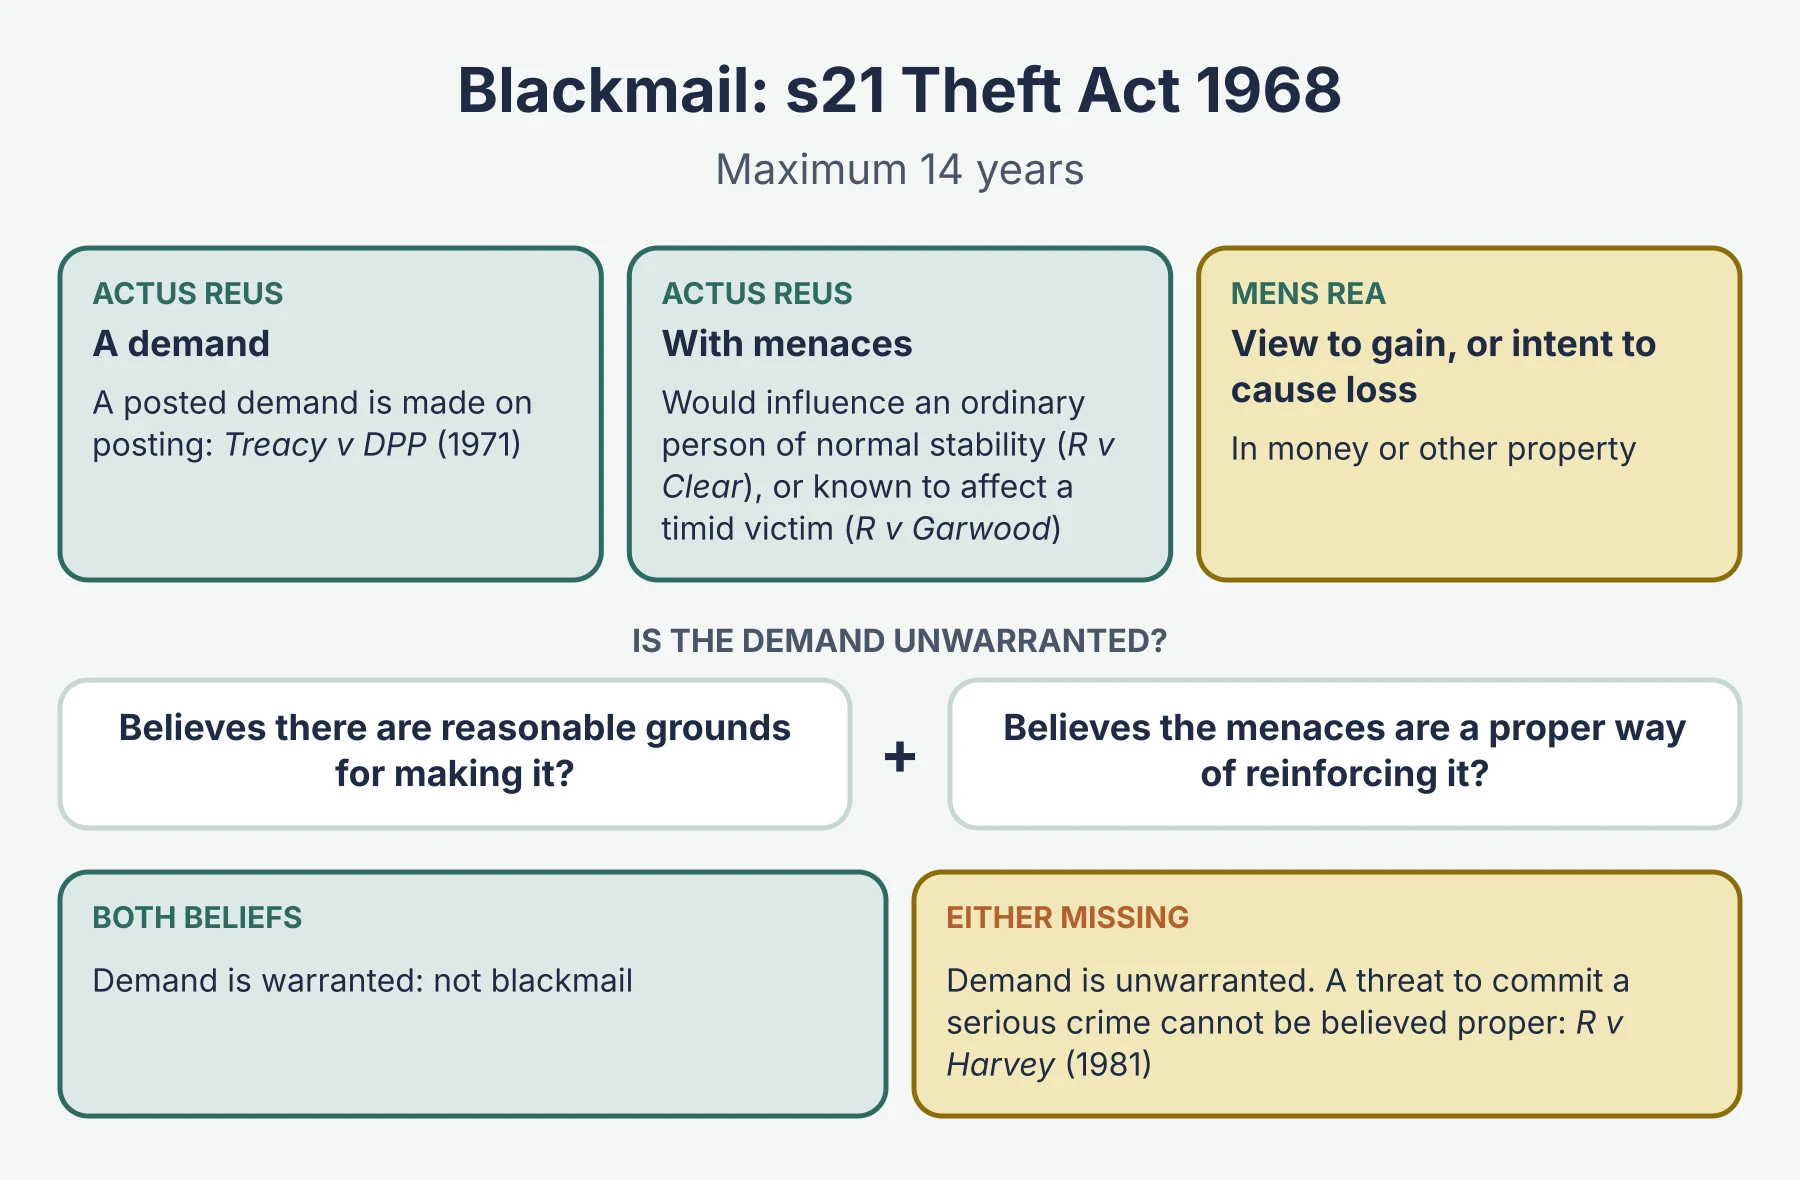 Blackmail: s21 Theft Act 1968
Maximum 14 years
ACTUS REUS
A demand
A posted demand is made on
posting: Treacy v DPP (1971)
ACTUS REUS
With menaces
Would influence an ordinary
person of normal stability (R v
Clear), or known to affect a
timid victim (R v Garwood)
MENS REA
View to gain, or intent to
cause loss
In money or other property
IS THE DEMAND UNWARRANTED?
Believes there are reasonable grounds
for making it?
+
Believes the menaces are a proper way
of reinforcing it?
BOTH BELIEFS
Demand is warranted: not blackmail
EITHER MISSING
Demand is unwarranted. A threat to commit a
serious crime cannot be believed proper: R v
Harvey (1981)